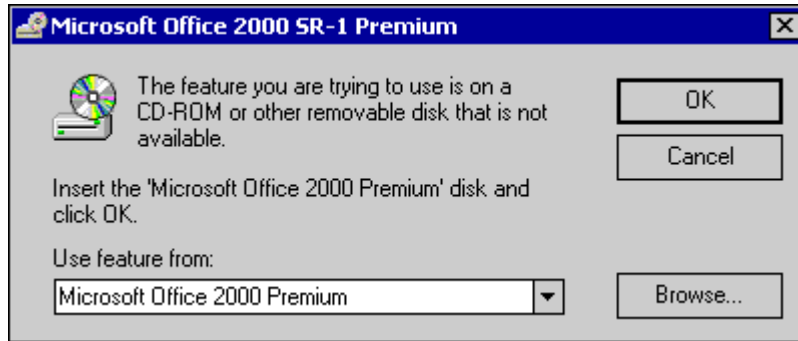 Microsoft Office 2000 SR-1 Premium
The feature you are trying to use is on a
CD-ROM or other removable disk that is not
available.
OK
Cancel
Insert the 'Microsoft Office 2000 Premium' disk and
click OK.
Use feature from:
Microsoft Office 2000 Premium
Browse...